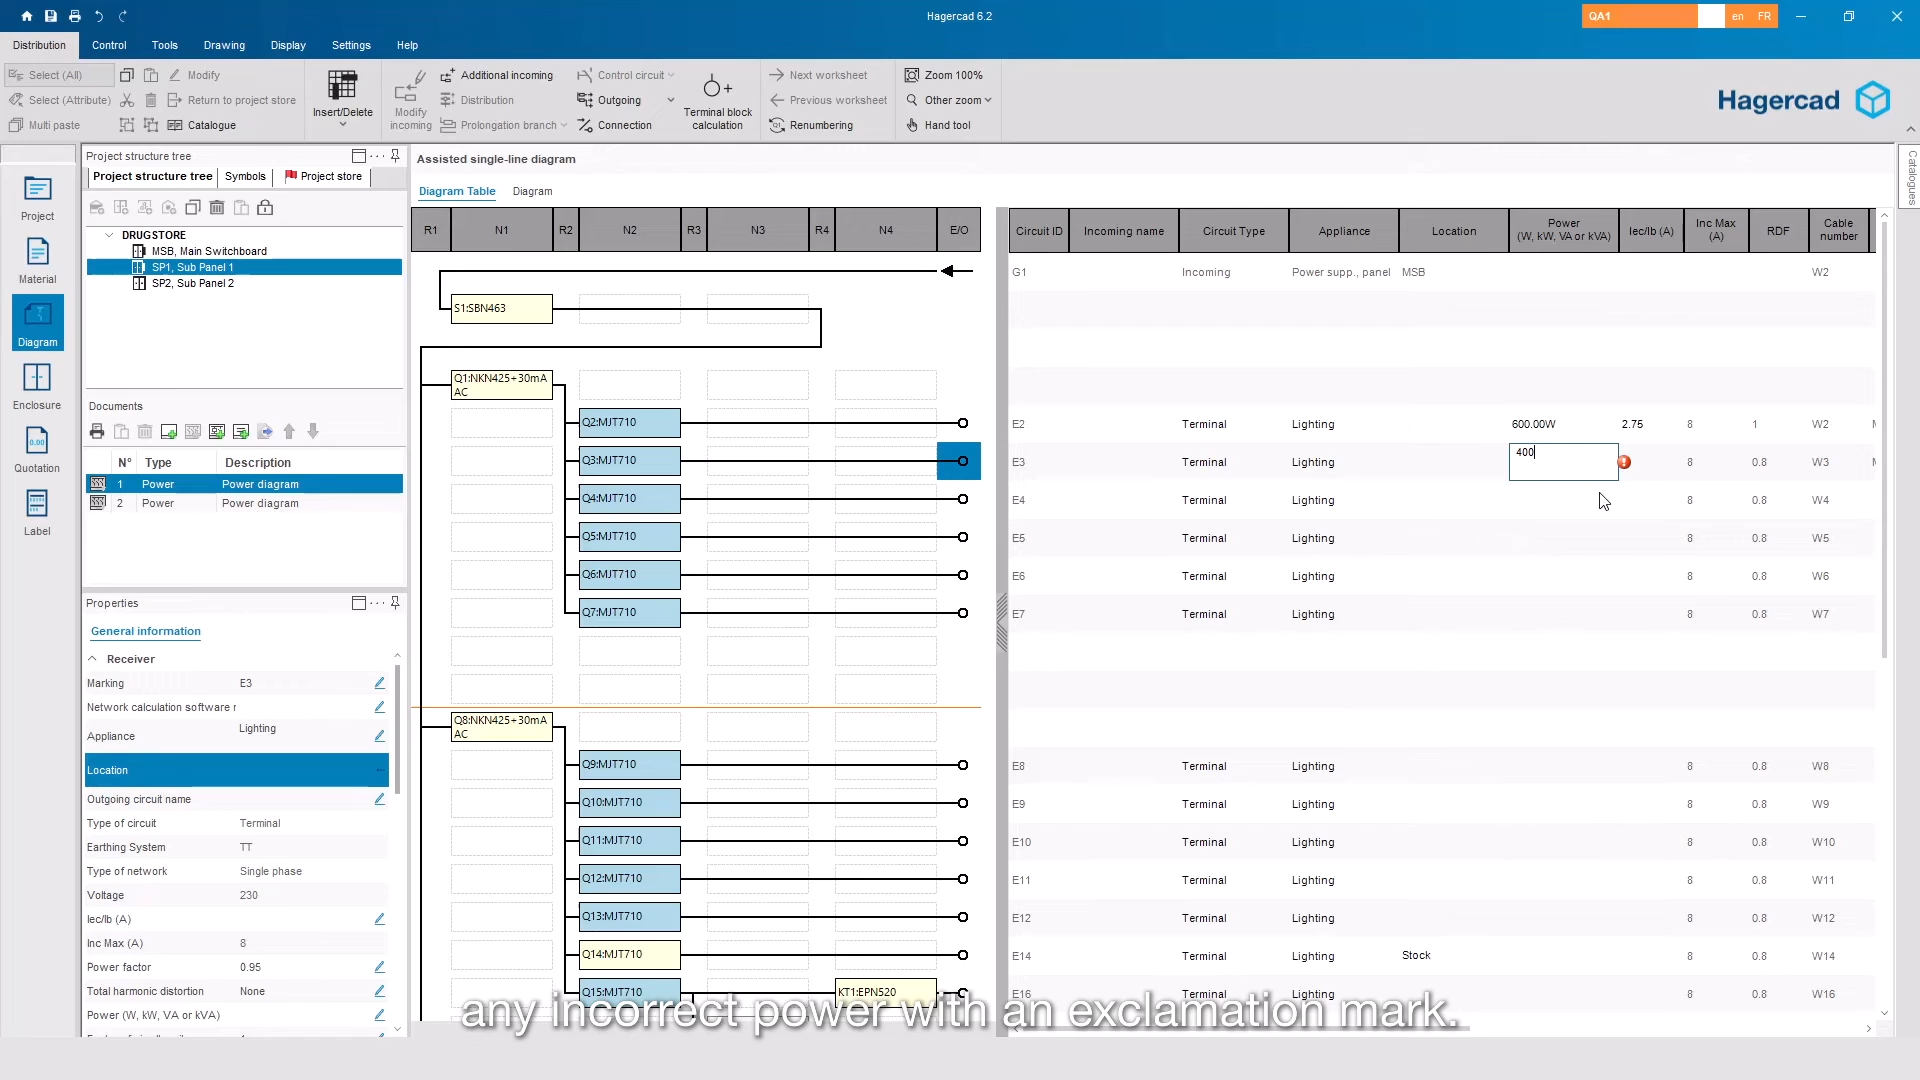 Hagercad 6.2
QA1
en
FR
Distribution
Control
Tools
Drawing
Display
Settings
Help
Select (All)
Modify
Select (Attribute)
Return to project store
Multi paste
Catalogue
Insert/Delete
Modify
incoming
Additional incoming
Distribution
Prolongation branch
Control circuit
Outgoing
Connection
Terminal block
calculation
Next worksheet
Previous worksheet
Renumbering
Zoom 100%
Other zoom
Hand tool
Hagercad
Catalogues
Project
Material
Diagram
Enclosure
0.00
Quotation
Label
Project structure tree
Project structure tree
Symbols
Project store
DRUGSTORE
MSB, Main Switchboard
SP1, Sub Panel 1
SP2, Sub Panel 2
Documents
N° Type Description
1 Power Power diagram
2 Power Power diagram
Properties
General information
Receiver
Marking E3
Network calculation software r
Appliance Lighting
Location
Outgoing circuit name
Type of circuit Terminal
Earthing System TT
Type of network Single phase
Voltage 230
Iec/Ib (A)
Inc Max (A) 8
Power factor 0.95
Total harmonic distortion None
Power (W, kW, VA or kVA)
Assisted single-line diagram
Diagram Table
Diagram
R1 N1 R2 N2 R3 N3 R4 N4 E/O
S1:SBN463
Q1:NKN425+30mA
AC
Q2:MJT710
Q3:MJT710
Q4:MJT710
Q5:MJT710
Q6:MJT710
Q7:MJT710
Q8:NKN425+30mA
AC
Q9:MJT710
Q10:MJT710
Q11:MJT710
Q12:MJT710
Q13:MJT710
Q14:MJT710
Q15:MJT710
KT1:EPN520
Circuit ID Incoming name Circuit Type Appliance Location Power
(W, kW, VA or kVA) Iec/Ib (A) Inc Max
(A) RDF Cable
number
G1 Incoming Power supp., panel MSB W2
E2 Terminal Lighting 600.00W 2.75 8 1 W2
E3 Terminal Lighting 400 8 0.8 W3
E4 Terminal Lighting 8 0.8 W4
E5 Terminal Lighting 8 0.8 W5
E6 Terminal Lighting 8 0.8 W6
E7 Terminal Lighting 8 0.8 W7
E8 Terminal Lighting 8 0.8 W8
E9 Terminal Lighting 8 0.8 W9
E10 Terminal Lighting 8 0.8 W10
E11 Terminal Lighting 8 0.8 W11
E12 Terminal Lighting 8 0.8 W12
E14 Terminal Lighting Stock 8 0.8 W14
E16 Terminal Lighting 8 0.8 W16
any incorrect power with an exclamation mark.